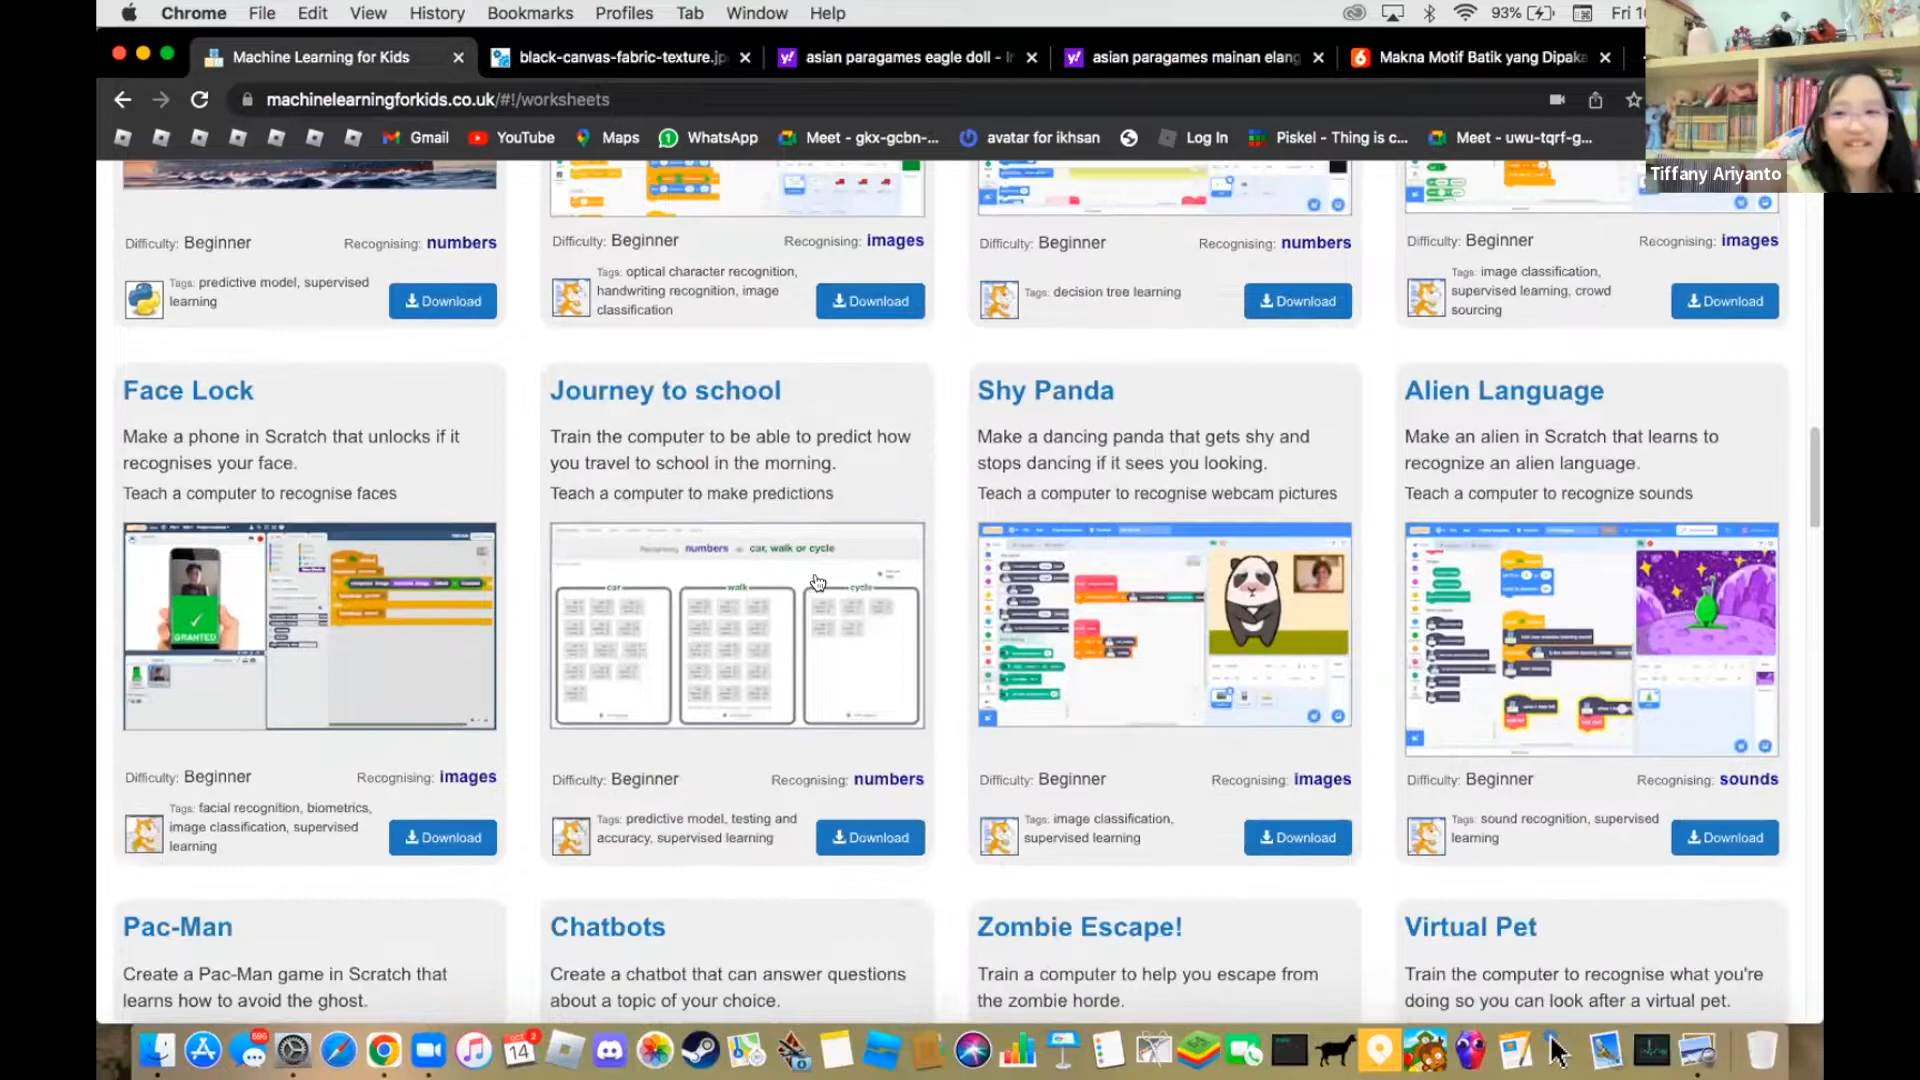 Chrome File Edit View History Bookmarks Profiles Tab Window Help 93% Fri
Machine Learning for Kids black-canvas-fabric-texture.jp asian paragames eagle doll - asian paragames mainan elang Makna Motif Batik yang Dipaka
machinelearningforkids.co.uk/#!/worksheets
Gmail YouTube Maps WhatsApp Meet - gkx-gcbn-... avatar for ikhsan Log In Piskel - Thing is c... Meet - uwu-tqrf-g...
Tiffany Ariyanto
Difficulty: Beginner Recognising: numbers
Tags: predictive model, supervised
learning
Download
Difficulty: Beginner Recognising: images
Tags: optical character recognition,
handwriting recognition, image
classification
Download
Difficulty: Beginner Recognising: numbers
Tags: decision tree learning
Download
Difficulty: Beginner Recognising: images
Tags: image classification,
supervised learning, crowd
sourcing
Download
Face Lock
Make a phone in Scratch that unlocks if it
recognises your face.
Teach a computer to recognise faces
GRANTED
Difficulty: Beginner Recognising: images
Tags: facial recognition, biometrics,
image classification, supervised
learning
Download
Journey to school
Train the computer to be able to predict how
you travel to school in the morning.
Teach a computer to make predictions
Recognising numbers as car, walk or cycle
car walk cycle
Difficulty: Beginner Recognising: numbers
Tags: predictive model, testing and
accuracy, supervised learning
Download
Shy Panda
Make a dancing panda that gets shy and
stops dancing if it sees you looking.
Teach a computer to recognise webcam pictures
Difficulty: Beginner Recognising: images
Tags: image classification,
supervised learning
Download
Alien Language
Make an alien in Scratch that learns to
recognize an alien language.
Teach a computer to recognize sounds
Difficulty: Beginner Recognising: sounds
Tags: sound recognition, supervised
learning
Download
Pac-Man
Create a Pac-Man game in Scratch that
learns how to avoid the ghost.
Chatbots
Create a chatbot that can answer questions
about a topic of your choice.
Zombie Escape!
Train a computer to help you escape from
the zombie horde.
Virtual Pet
Train the computer to recognise what you're
doing so you can look after a virtual pet.
596
OCT 2
14